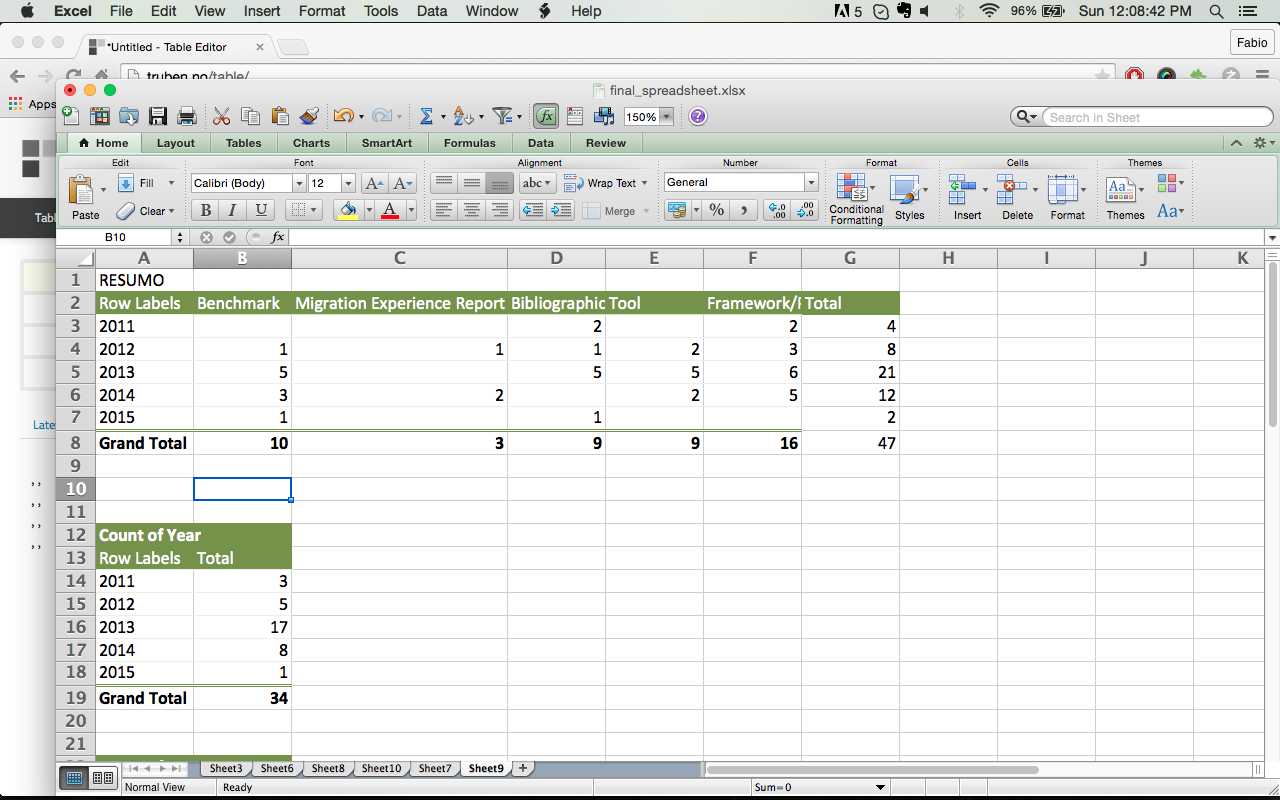 Excel File Edit View Insert Format Tools Data Window Help 5 96% Sun 12:08:42 PM
*Untitled - Table Editor Fabio
truben.no/table/
final_spreadsheet.xlsx
Apps
150% Search in Sheet
Home Layout Tables Charts SmartArt Formulas Data Review
Edit Font Alignment Number Format Cells Themes
Paste Fill Calibri (Body) 12 A A abc Wrap Text General Conditional Formatting Styles Insert Delete Format Themes Aa
Clear B I U A Merge %
B10 fx
A B C D E F G H I J K
1 RESUMO
2 Row Labels Benchmark Migration Experience Report Bibliographic Tool Framework/ Total
3 2011 2 2 4
4 2012 1 1 1 2 3 8
5 2013 5 5 5 6 21
6 2014 3 2 2 5 12
7 2015 1 1 2
8 Grand Total 10 3 9 9 16 47
9
10
11
12 Count of Year
13 Row Labels Total
14 2011 3
15 2012 5
16 2013 17
17 2014 8
18 2015 1
19 Grand Total 34
20
21
Sheet3 Sheet6 Sheet8 Sheet10 Sheet7 Sheet9 +
Normal View Ready Sum=0